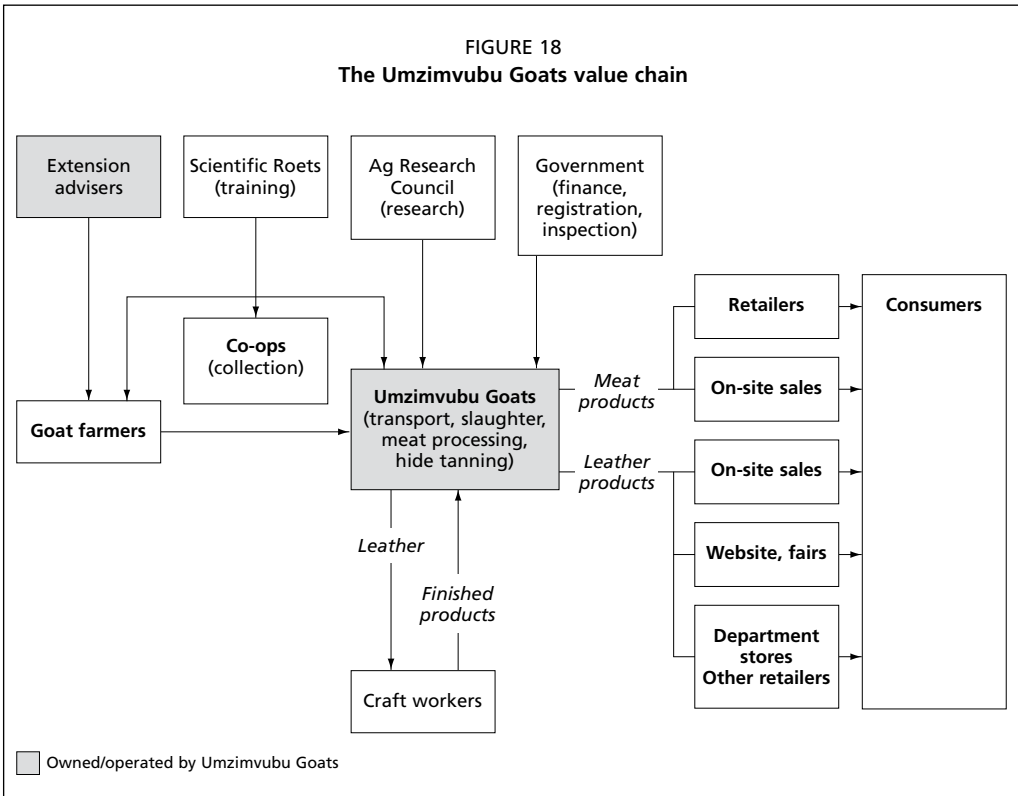 FIGURE 18
The Umzimvubu Goats value chain
Extension
advisers
Scientific Roets
(training)
Ag Research
Council
(research)
Government
(finance,
registration,
inspection)
Retailers
Consumers
Co-ops
(collection)
Meat
products
On-site sales
Goat farmers
Umzimvubu Goats
(transport, slaughter,
meat processing,
hide tanning)
Leather
products
On-site sales
Leather
Website, fairs
Finished
products
Department
stores
Other retailers
Craft workers
Owned/operated by Umzimvubu Goats